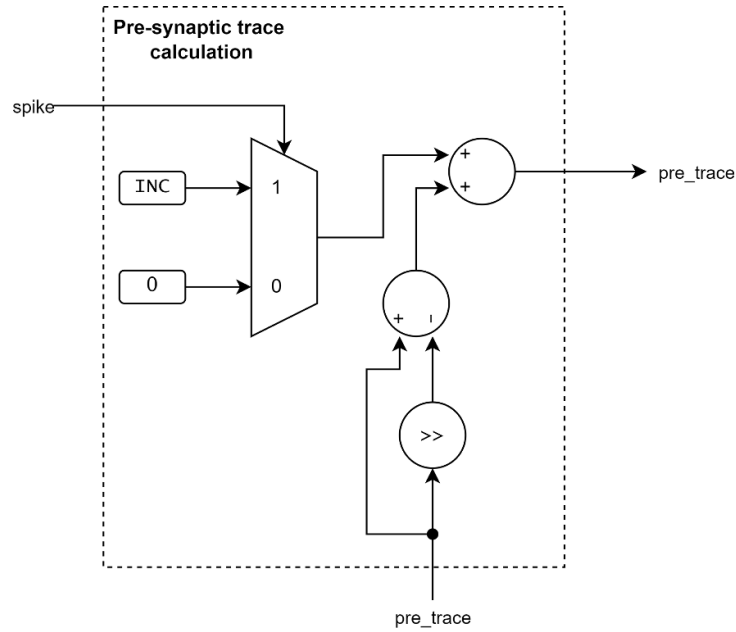 Pre-synaptic trace
calculation
spike
INC
1
0
0
+
+
pre_trace
+ -
>>
pre_trace